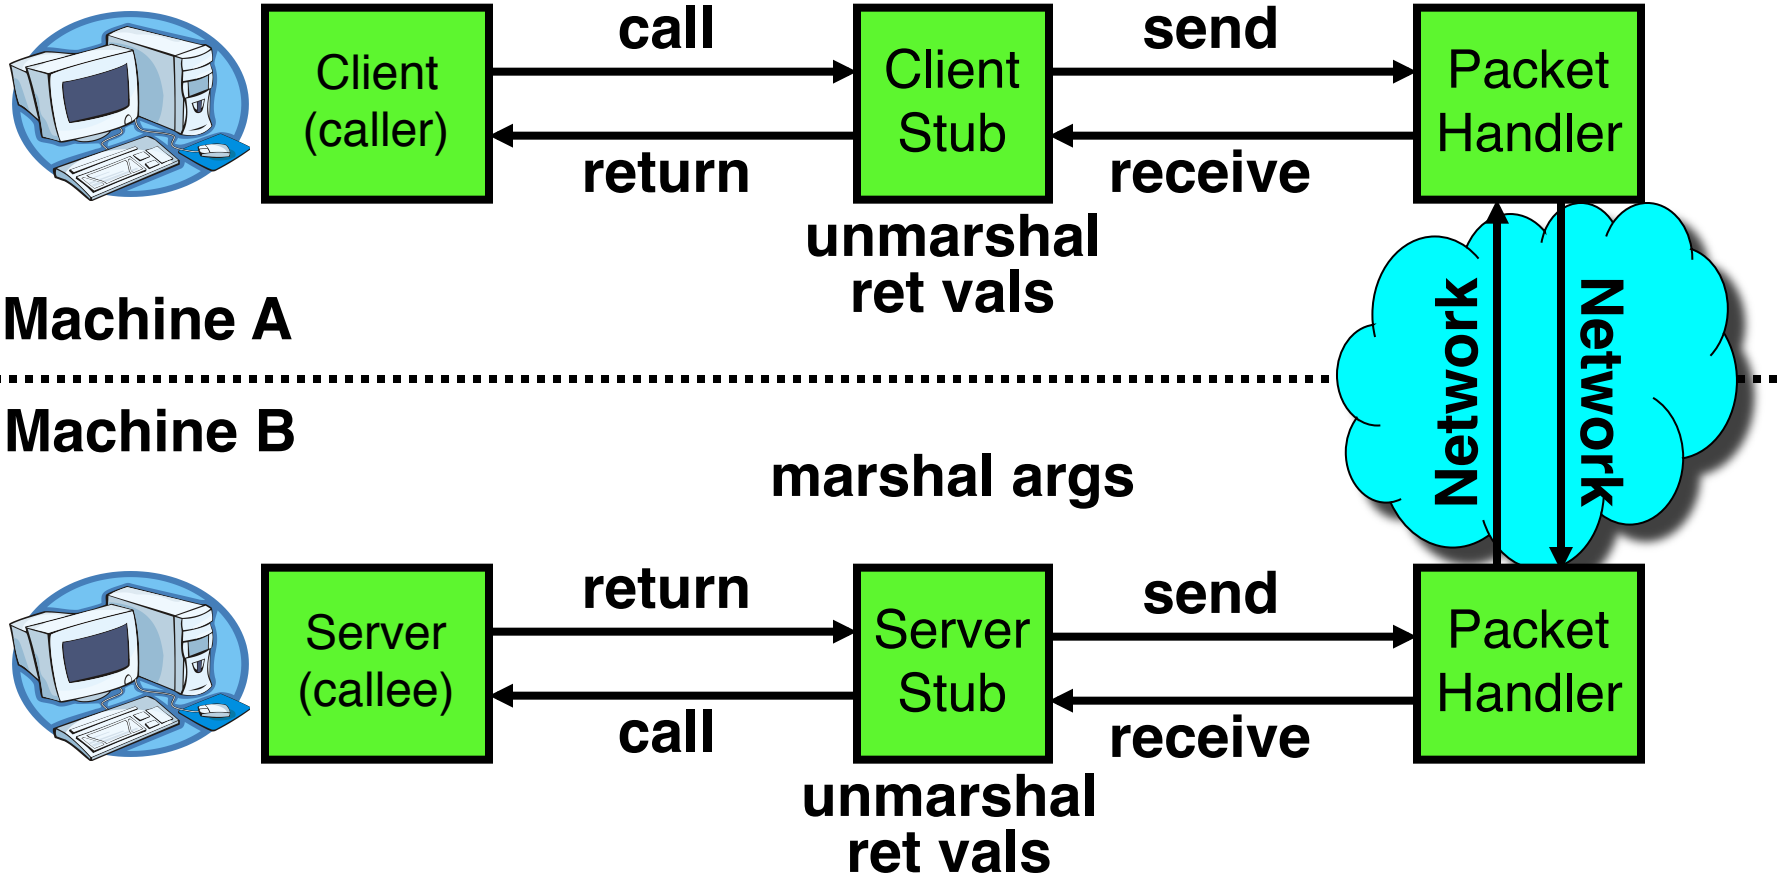 call
send
Client
(caller)
Client
Stub
Packet
Handler
return
receive
unmarshal
ret vals
Machine A
Network
Network
Machine B
marshal args
return
send
Server
(callee)
Server
Stub
Packet
Handler
call
receive
unmarshal
ret vals